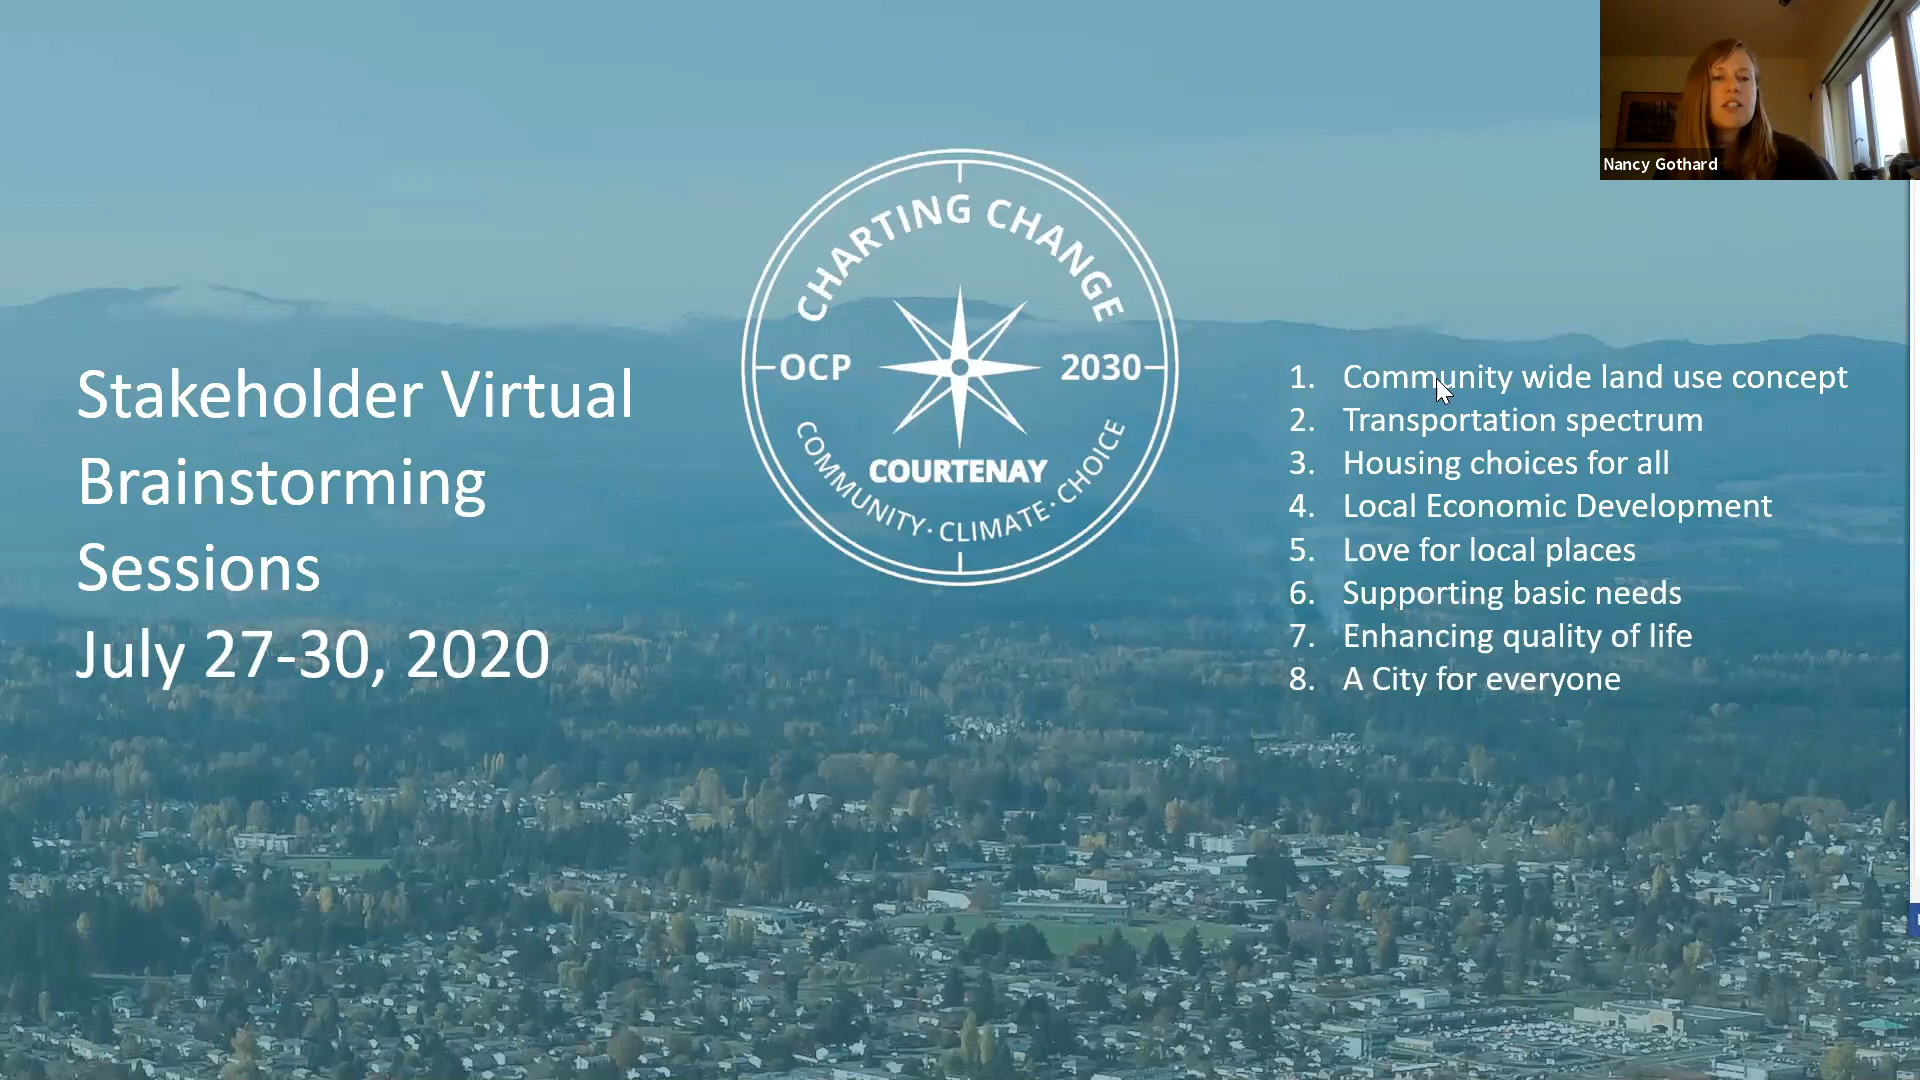 Nancy Gothard
CHARTING CHANGE
OCP 2030
COURTENAY
COMMUNITY · CLIMATE · CHOICE
Stakeholder Virtual
Brainstorming
Sessions
July 27-30, 2020
1. Community wide land use concept
2. Transportation spectrum
3. Housing choices for all
4. Local Economic Development
5. Love for local places
6. Supporting basic needs
7. Enhancing quality of life
8. A City for everyone